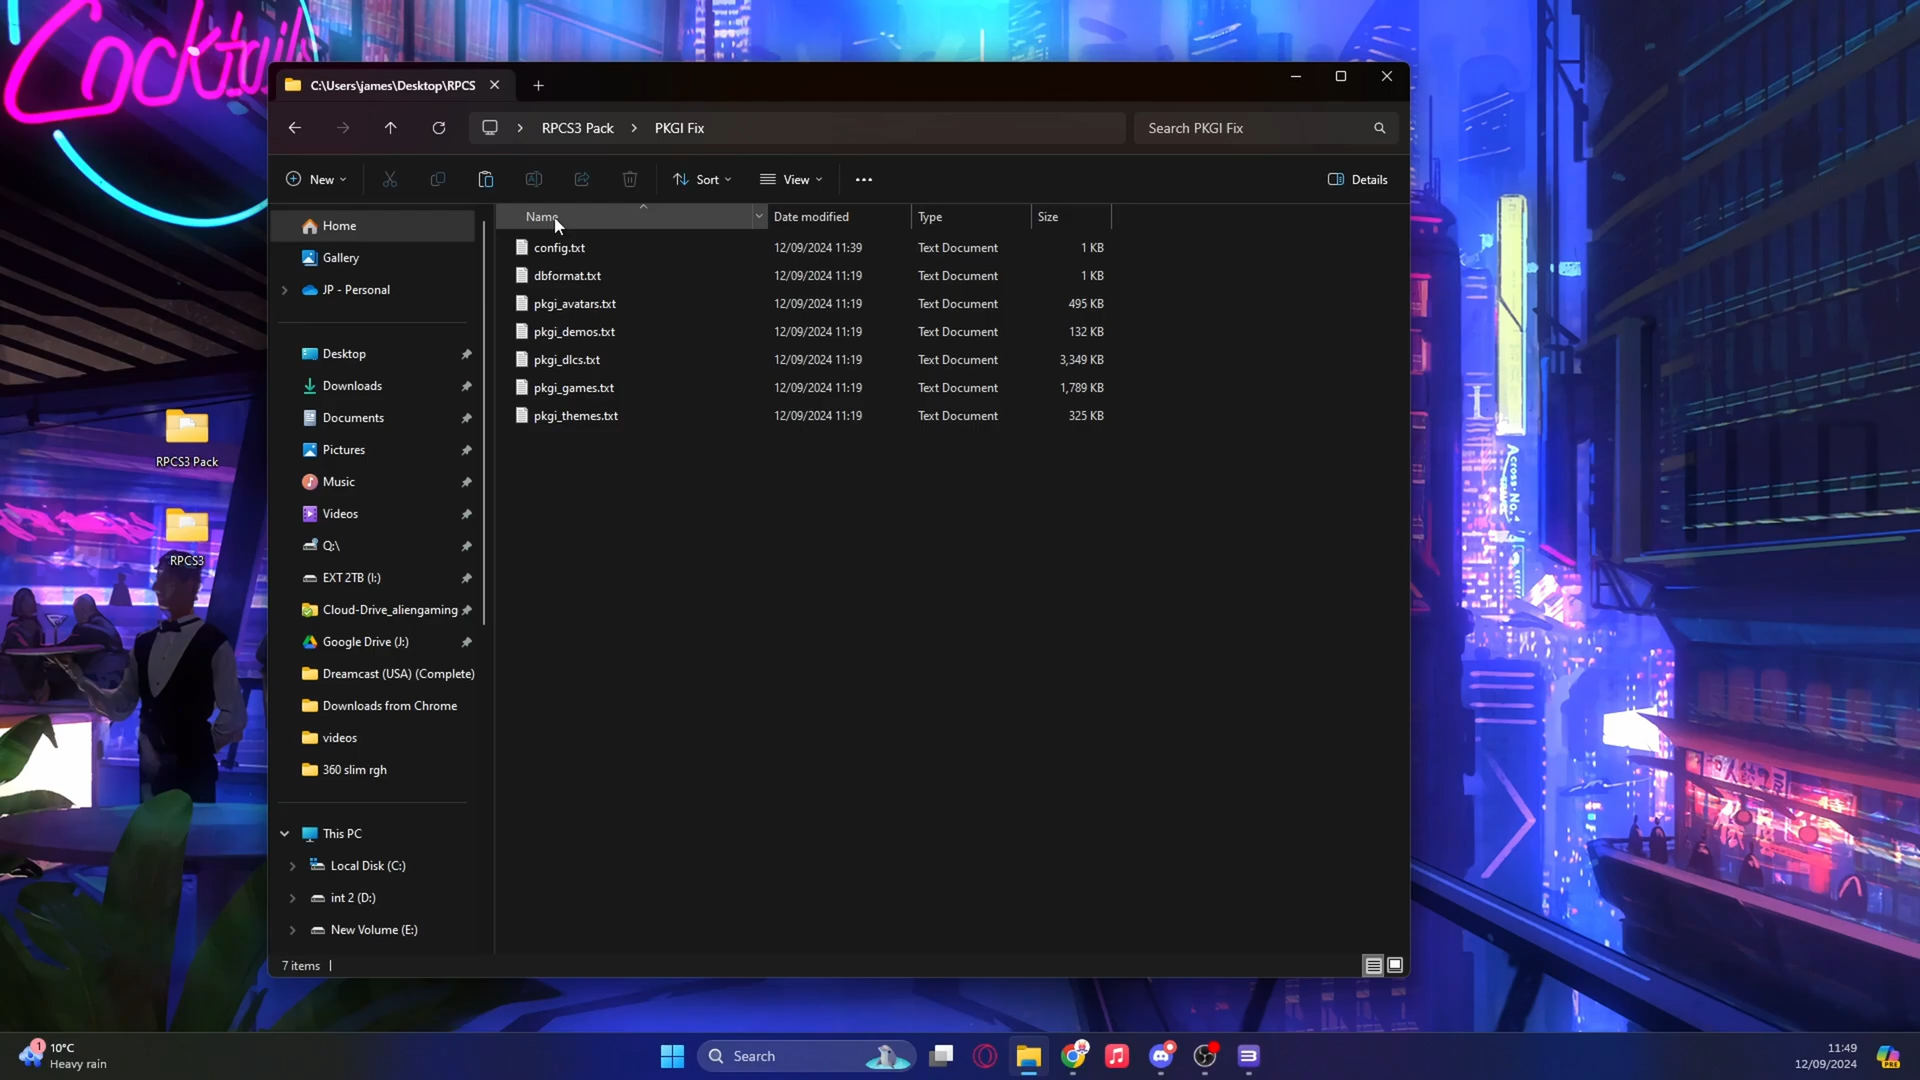 Cocktails
C:\Users\james\Desktop\RPCS
RPCS3 Pack
PKGI Fix
Search PKGI Fix
New
Sort
View
Details
Name
Date modified
Type
Size
config.txt 12/09/2024 11:39 Text Document 1 KB
dbformat.txt 12/09/2024 11:19 Text Document 1 KB
pkgi_avatars.txt 12/09/2024 11:19 Text Document 495 KB
pkgi_demos.txt 12/09/2024 11:19 Text Document 132 KB
pkgi_dlcs.txt 12/09/2024 11:19 Text Document 3,349 KB
pkgi_games.txt 12/09/2024 11:19 Text Document 1,789 KB
pkgi_themes.txt 12/09/2024 11:19 Text Document 325 KB
Home
Gallery
JP - Personal
Desktop
Downloads
Documents
Pictures
Music
Videos
Q:\
EXT 2TB (I:)
Cloud-Drive_aliengaming
Google Drive (J:)
Dreamcast (USA) (Complete)
Downloads from Chrome
videos
360 slim rgh
This PC
Local Disk (C:)
int 2 (D:)
New Volume (E:)
7 items
RPCS3 Pack
RPCS3
1
10°C
Heavy rain
Search
11:49
12/09/2024
PRE